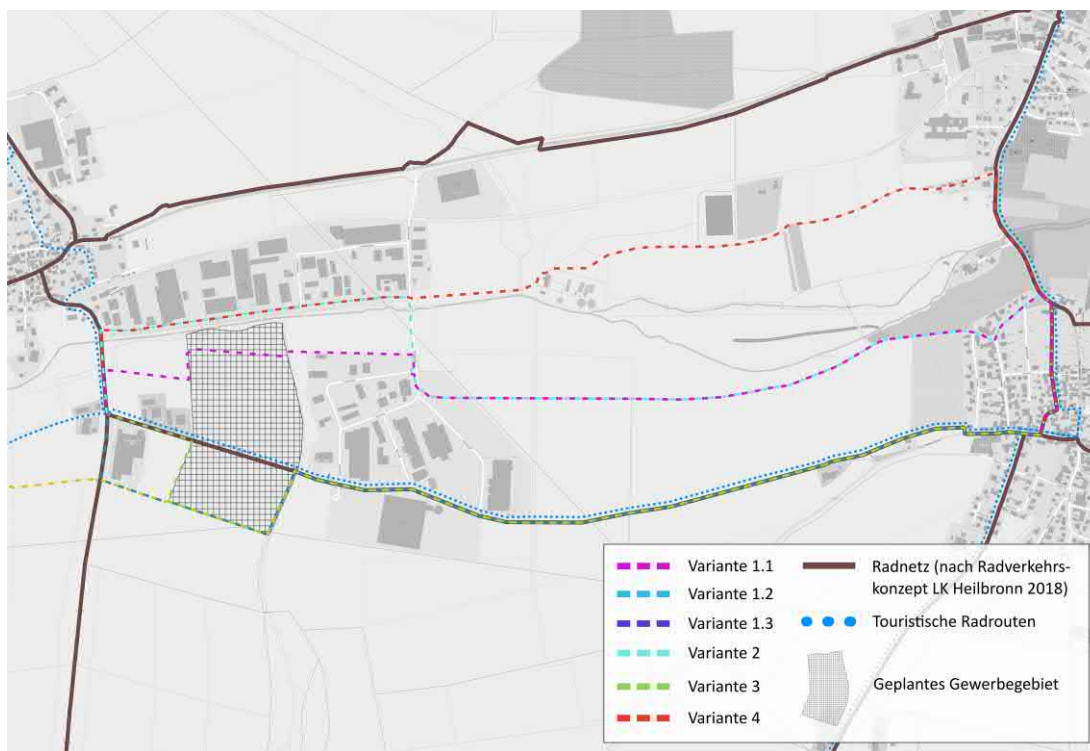 Variante 1.1
Variante 1.2
Variante 1.3
Variante 2
Variante 3
Variante 4
Radnetz (nach Radverkehrs-
konzept LK Heilbronn 2018)
Touristische Radrouten
Geplantes Gewerbegebiet